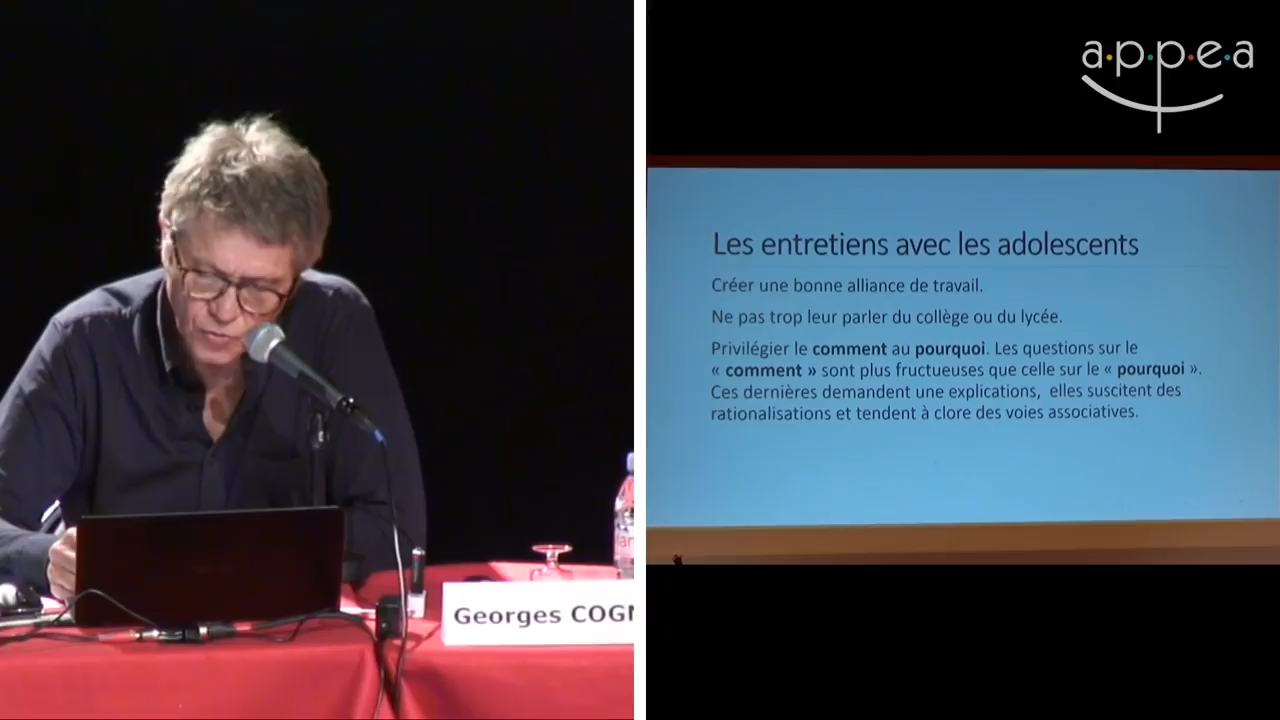 Georges COG
a·p·p·e·a
Les entretiens avec les adolescents
Créer une bonne alliance de travail.
Ne pas trop leur parler du collège ou du lycée.
Privilégier le comment au pourquoi. Les questions sur le
« comment » sont plus fructueuses que celle sur le « pourquoi ».
Ces dernières demandent une explications, elles suscitent des
rationalisations et tendent à clore des voies associatives.